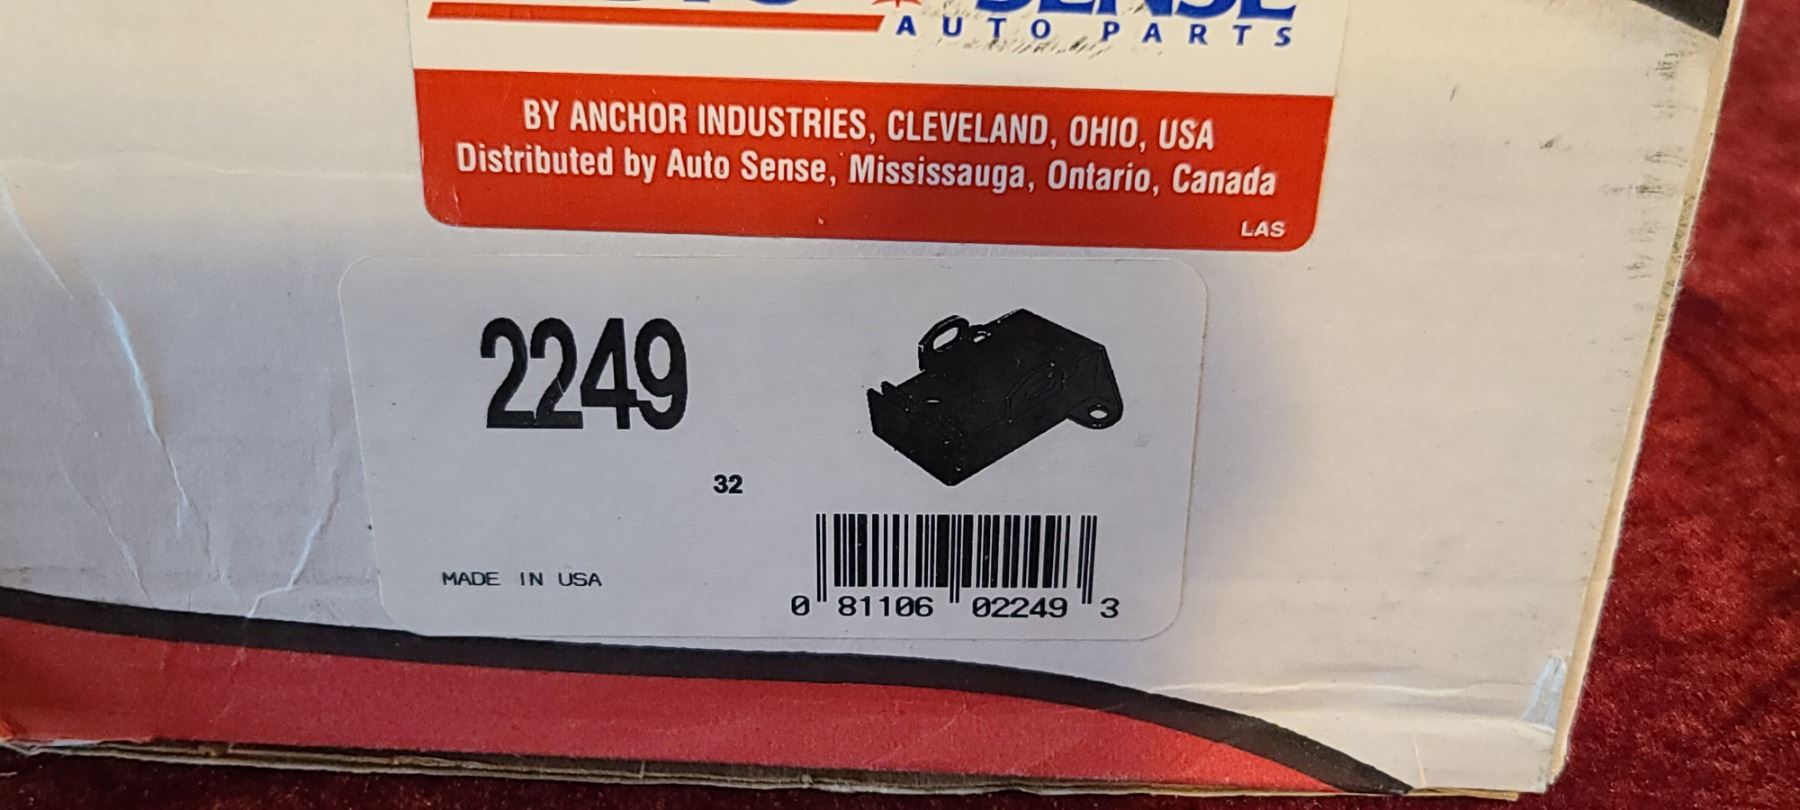 SENSE
AUTO PARTS
BY ANCHOR INDUSTRIES, CLEVELAND, OHIO, USA
Distributed by Auto Sense, Mississauga, Ontario, Canada
LAS
2249
32
MADE IN USA
0 81106 02249 3